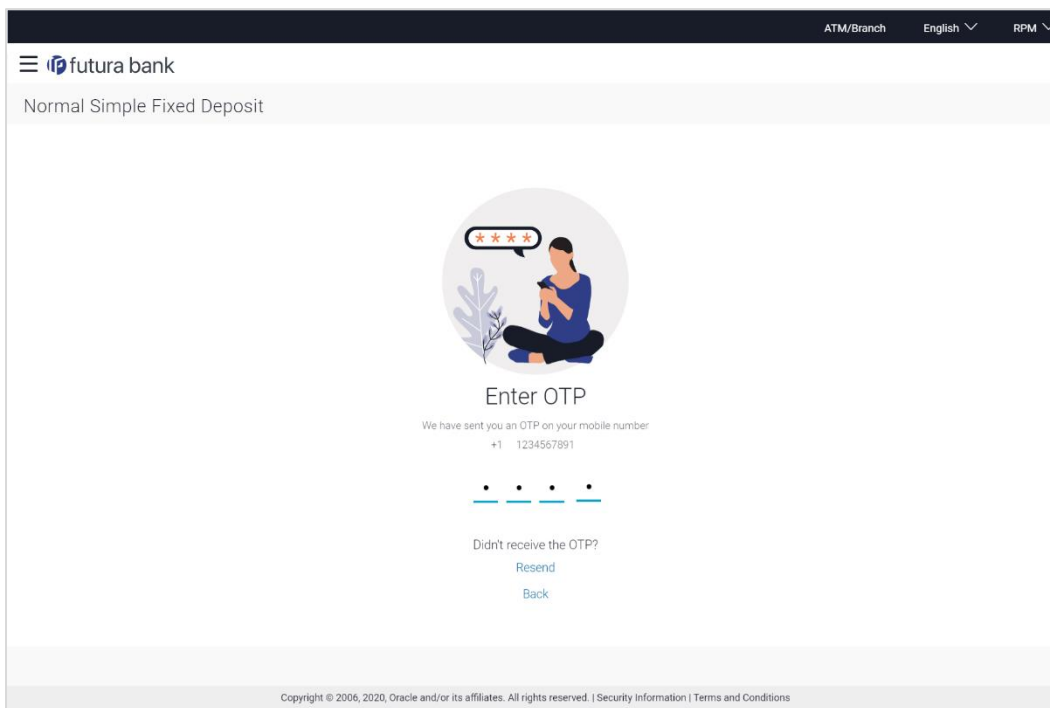 ATM/Branch English RPM
futura bank
Normal Simple Fixed Deposit
* * * *
Enter OTP
We have sent you an OTP on your mobile number
+1 1234567891
Didn't receive the OTP?
Resend
Back
Copyright © 2006, 2020, Oracle and/or its affiliates. All rights reserved. | Security Information | Terms and Conditions